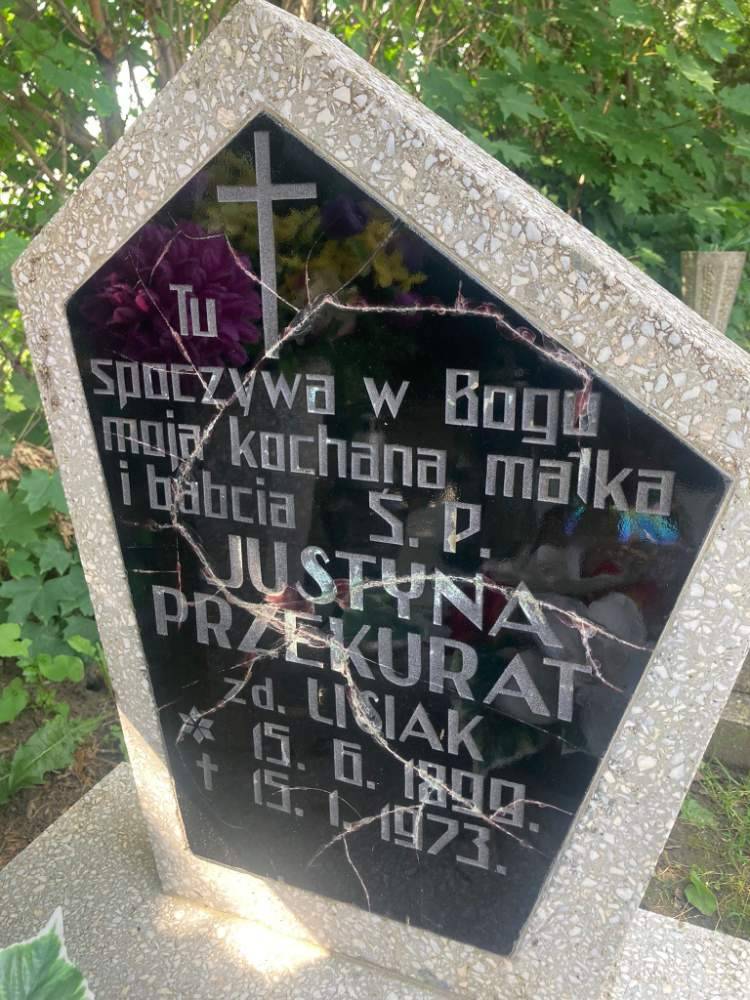 Tu
spoczywa w Bogu
moja kochana matka
i babcia Ś. P.
JUSTYNA
PRZEKURAT
zd. LISIAK
15. 6. 1899.
15. 1. 1973.